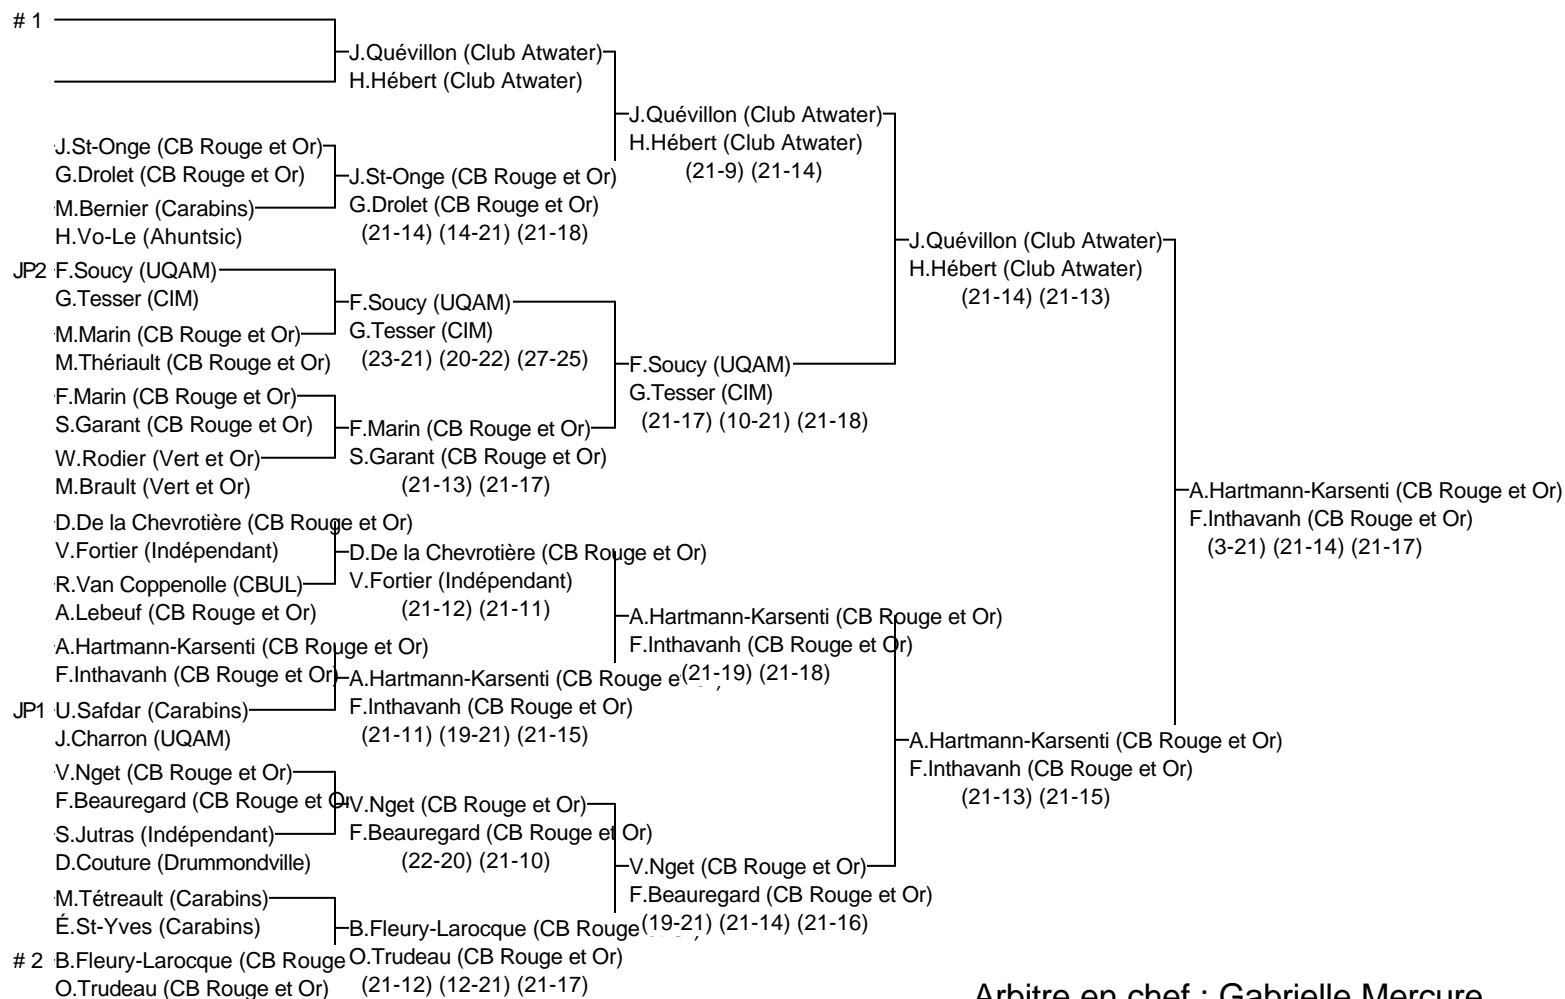 # 1
J.Quévillon (Club Atwater)
H.Hébert (Club Atwater)
J.St-Onge (CB Rouge et Or)
G.Drolet (CB Rouge et Or)
M.Bernier (Carabins)
H.Vo-Le (Ahuntsic)
JP2 F.Soucy (UQAM)
G.Tesser (CIM)
M.Marin (CB Rouge et Or)
M.Thériault (CB Rouge et Or)
F.Marin (CB Rouge et Or)
S.Garant (CB Rouge et Or)
W.Rodier (Vert et Or)
M.Brault (Vert et Or)
D.De la Chevrotière (CB Rouge et Or)
V.Fortier (Indépendant)
R.Van Coppenolle (CBUL)
A.Lebeuf (CB Rouge et Or)
A.Hartmann-Karsenti (CB Rouge et Or)
F.Inthavanh (CB Rouge et Or)
JP1 U.Safdar (Carabins)
J.Charron (UQAM)
V.Nget (CB Rouge et Or)
F.Beauregard (CB Rouge et Or
S.Jutras (Indépendant)
D.Couture (Drummondville)
M.Tétreault (Carabins)
É.St-Yves (Carabins)
# 2 B.Fleury-Larocque (CB Rouge
O.Trudeau (CB Rouge et Or)
J.St-Onge (CB Rouge et Or)
G.Drolet (CB Rouge et Or)
(21-14) (14-21) (21-18)
F.Soucy (UQAM)
G.Tesser (CIM)
(23-21) (20-22) (27-25)
F.Marin (CB Rouge et Or)
S.Garant (CB Rouge et Or)
(21-13) (21-17)
D.De la Chevrotière (CB Rouge et Or)
V.Fortier (Indépendant)
(21-12) (21-11)
A.Hartmann-Karsenti (CB Rouge
F.Inthavanh (CB Rouge et Or)
(21-11) (19-21) (21-15)
V.Nget (CB Rouge et Or)
F.Beauregard (CB Rouge et Or)
(22-20) (21-10)
B.Fleury-Larocque (CB Rouge
O.Trudeau (CB Rouge et Or)
(21-12) (12-21) (21-17)
J.Quévillon (Club Atwater)
H.Hébert (Club Atwater)
(21-9) (21-14)
F.Soucy (UQAM)
G.Tesser (CIM)
(21-17) (10-21) (21-18)
A.Hartmann-Karsenti (CB Rouge et Or)
F.Inthavanh (CB Rouge et Or)
(21-19) (21-18)
V.Nget (CB Rouge et Or)
F.Beauregard (CB Rouge et Or)
(19-21) (21-14) (21-16)
J.Quévillon (Club Atwater)
H.Hébert (Club Atwater)
(21-14) (21-13)
A.Hartmann-Karsenti (CB Rouge et Or)
F.Inthavanh (CB Rouge et Or)
(21-13) (21-15)
A.Hartmann-Karsenti (CB Rouge et Or)
F.Inthavanh (CB Rouge et Or)
(3-21) (21-14) (21-17)
Arbitre en chef : Gabrielle Mercure